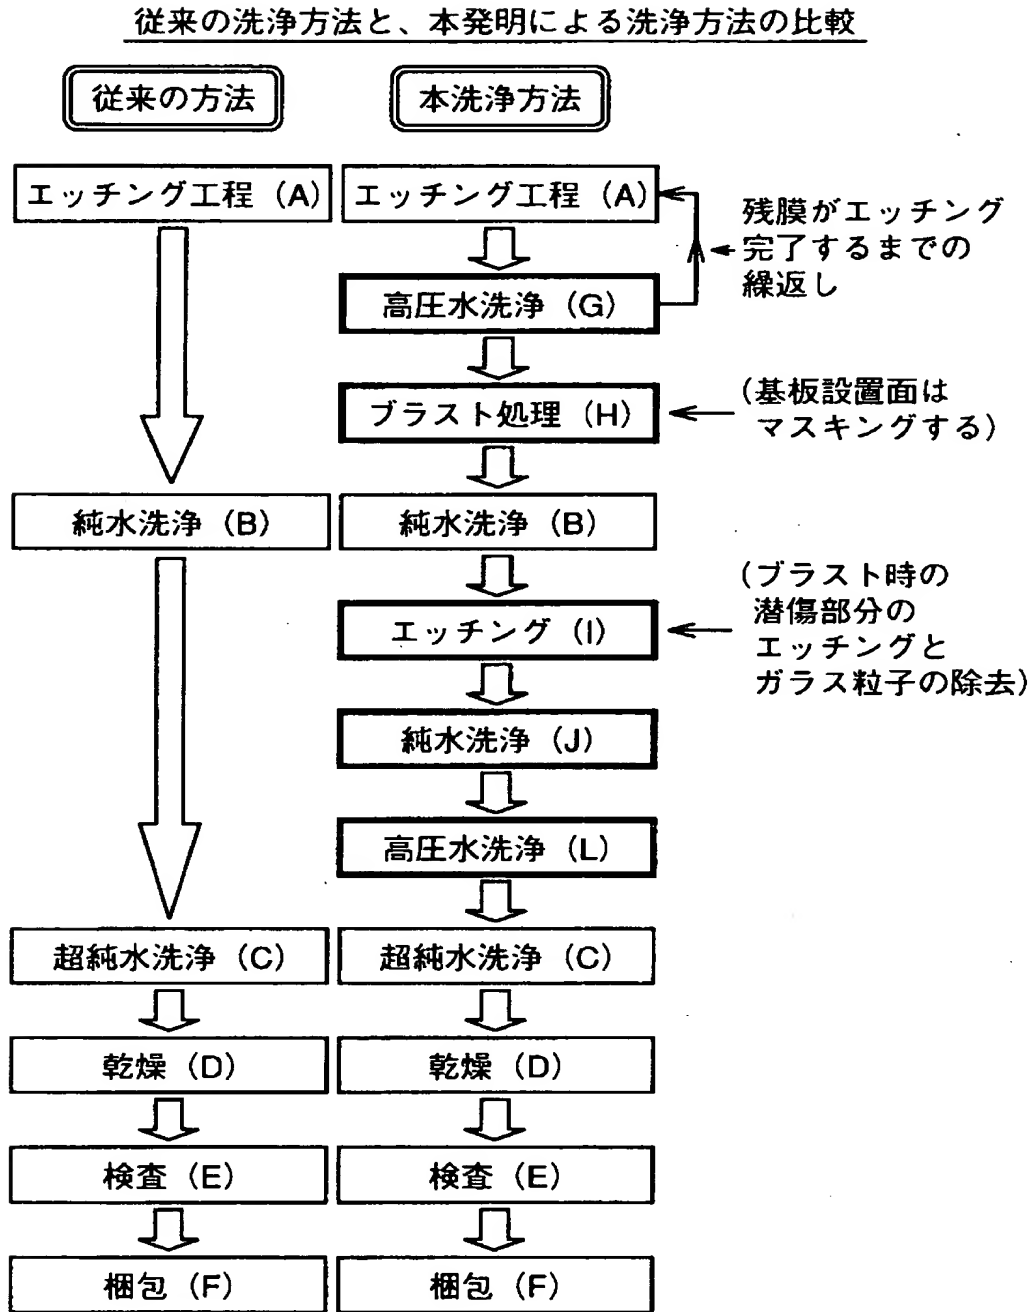 従来の洗浄方法と、本発明による洗浄方法の比較
従来の方法
本洗浄方法
エッチング工程（A）
エッチング工程（A）
残膜がエッチング
完了するまでの
繰返し
高圧水洗浄（G）
ブラスト処理（H）
（基板設置面は
マスキングする）
純水洗浄（B）
純水洗浄（B）
エッチング（I）
（ブラスト時の
潜傷部分の
エッチングと
ガラス粒子の除去）
純水洗浄（J）
高圧水洗浄（L）
超純水洗浄（C）
超純水洗浄（C）
乾燥（D）
乾燥（D）
検査（E）
検査（E）
梱包（F）
梱包（F）